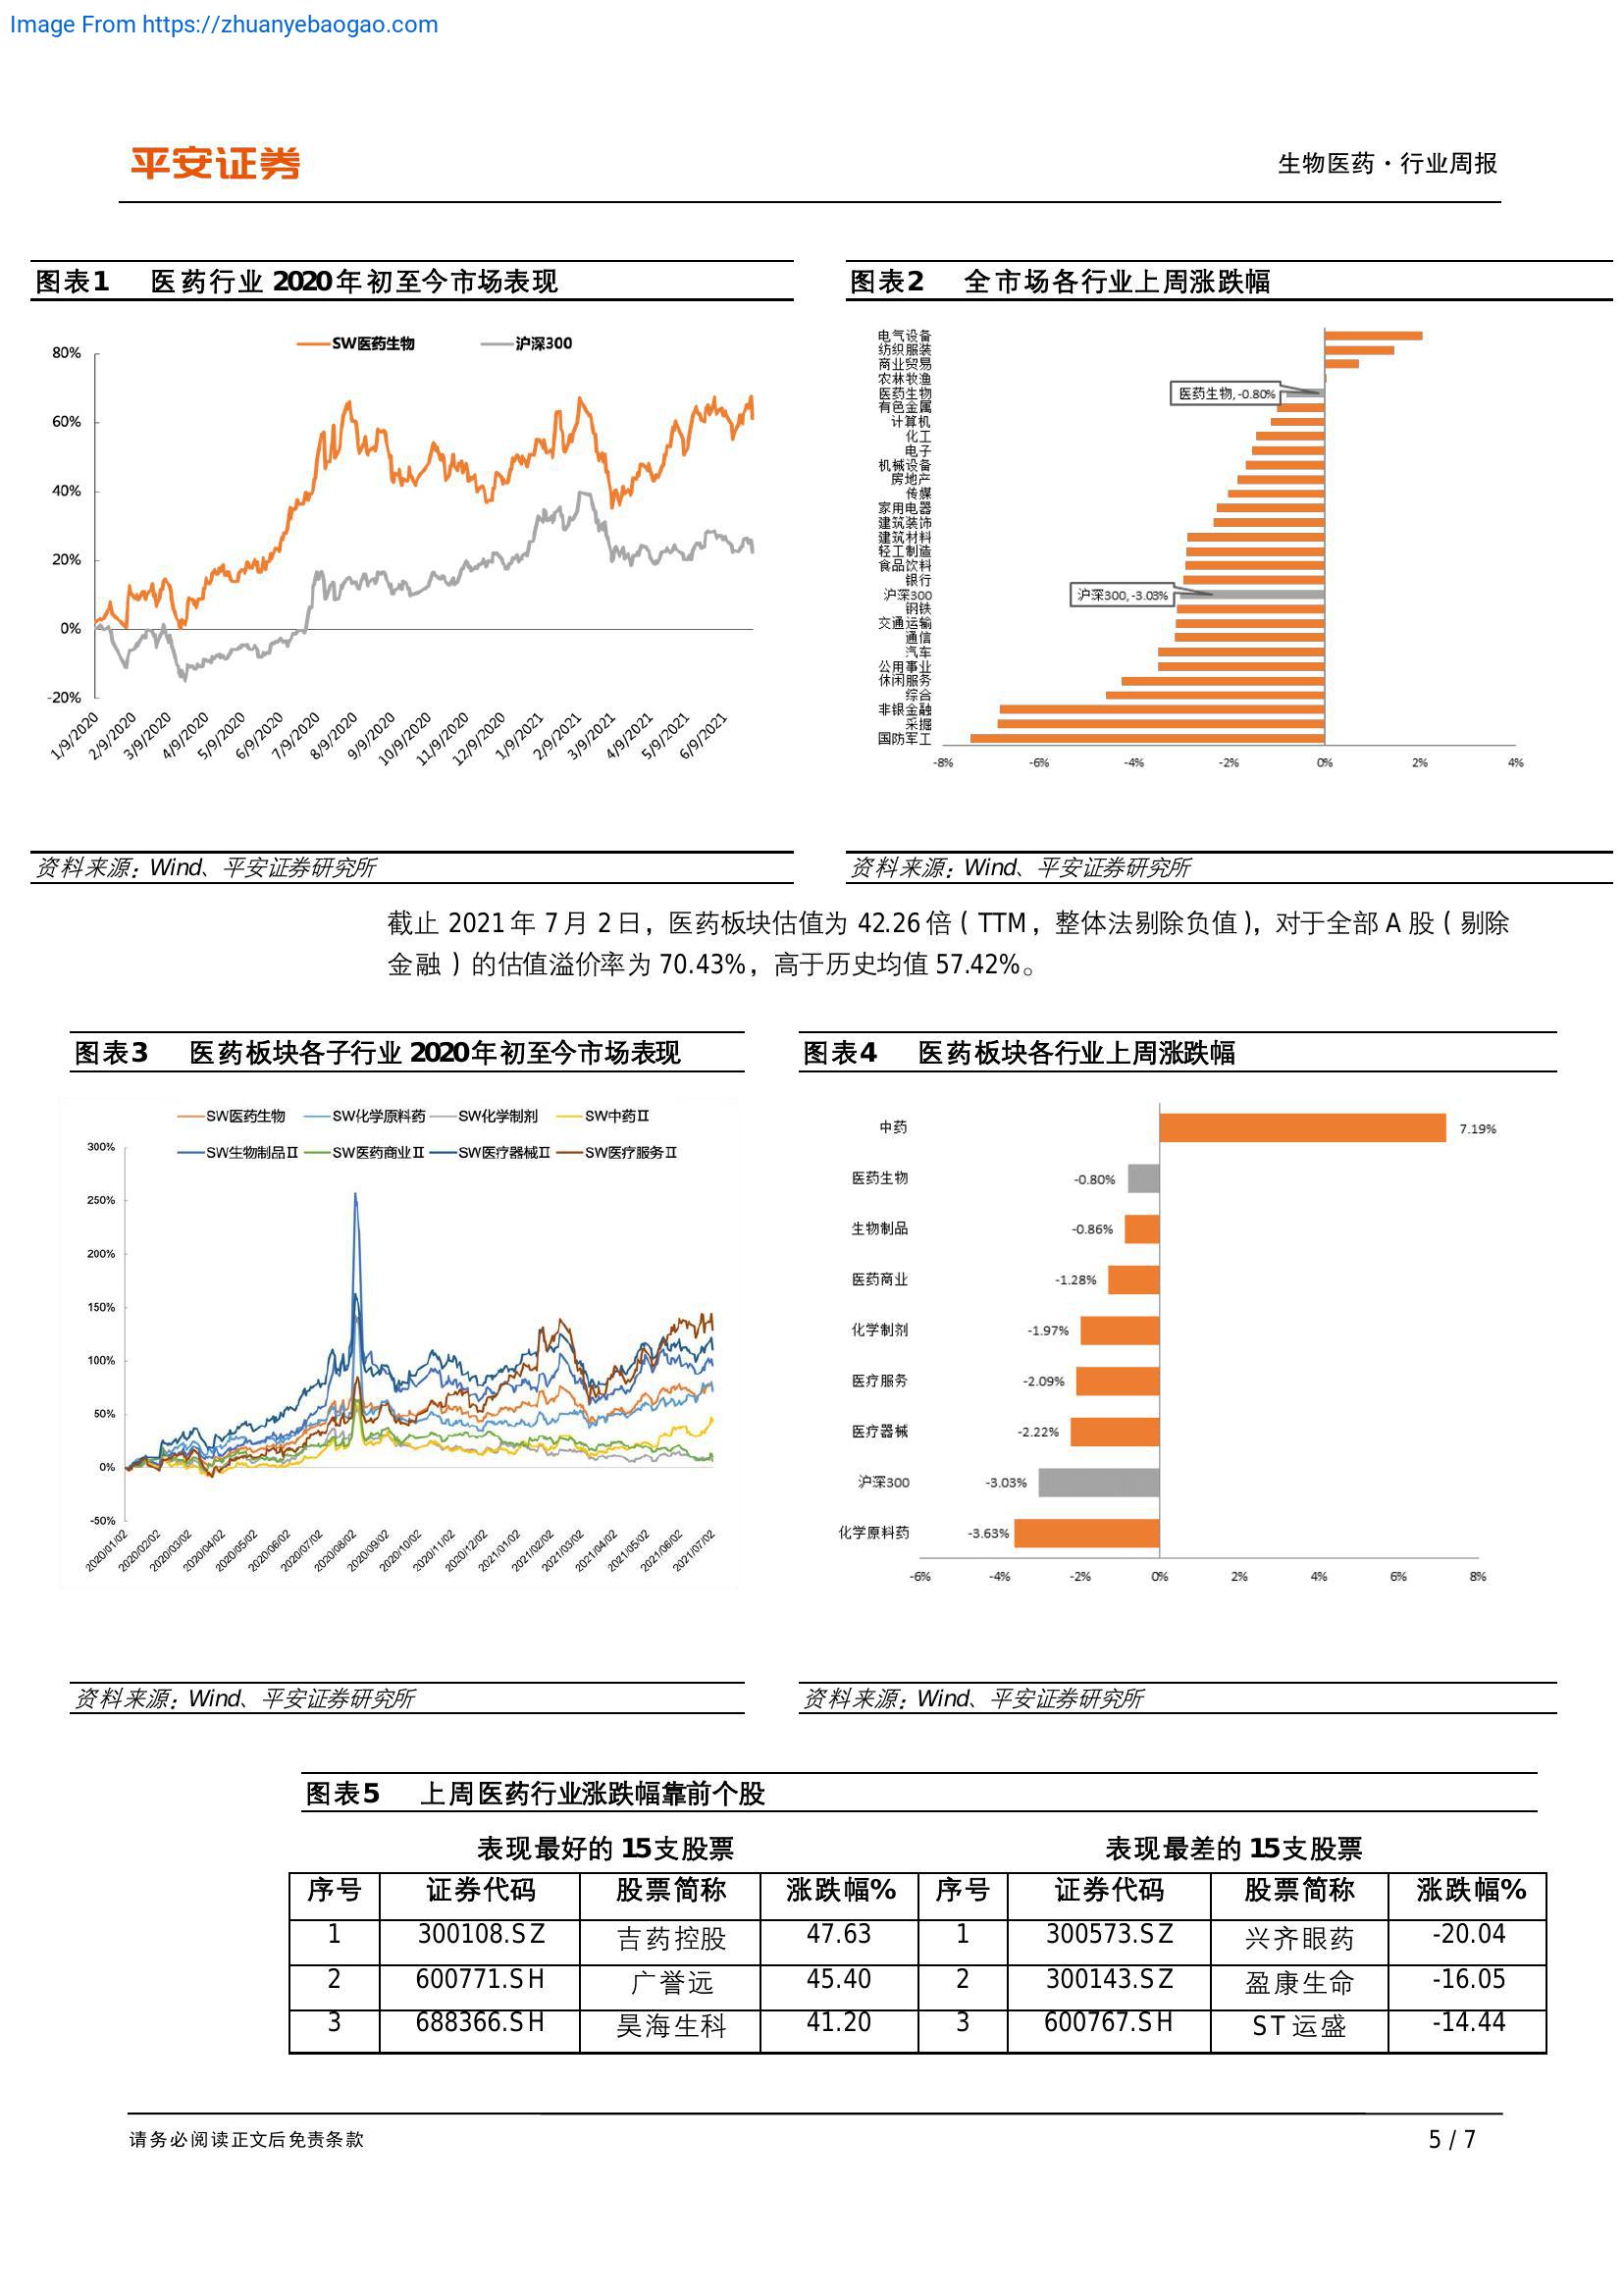 Image From https://zhuanyebaogao.com
平安证券
生物医药·行业周报
图表1 医药行业 2020年初至今市场表现
SW医药生物 沪深300
80%
60%
40%
20%
0%
-20%
1/9/2020 2/9/2020 3/9/2020 4/9/2020 5/9/2020 6/9/2020 7/9/2020 8/9/2020 9/9/2020 10/9/2020 11/9/2020 12/9/2020 1/9/2021 2/9/2021 3/9/2021 4/9/2021 5/9/2021 6/9/2021
资料来源：Wind、平安证券研究所
图表2 全市场各行业上周涨跌幅
电气设备
纺织服装
商业贸易
农林牧渔
医药生物
医药生物, -0.80%
有色金属
计算机
化工
电子
机械设备
房地产
传媒
家用电器
建筑装饰
建筑材料
轻工制造
食品饮料
银行
沪深300
沪深300, -3.03%
钢铁
交通运输
通信
汽车
公用事业
休闲服务
综合
非银金融
采掘
国防军工
-8% -6% -4% -2% 0% 2% 4%
资料来源：Wind、平安证券研究所
截止 2021年 7月 2日，医药板块估值为 42.26倍（TTM，整体法剔除负值），对于全部 A 股（剔除
金融）的估值溢价率为 70.43%，高于历史均值 57.42%。
图表3 医药板块各子行业 2020年初至今市场表现
SW医药生物 SW化学原料药 SW化学制剂 SW中药Ⅱ
SW生物制品Ⅱ SW医药商业Ⅱ SW医疗器械Ⅱ SW医疗服务Ⅱ
300%
250%
200%
150%
100%
50%
0%
-50%
2020/01/02 2020/02/02 2020/03/02 2020/04/02 2020/05/02 2020/06/02 2020/07/02 2020/08/02 2020/09/02 2020/10/02 2020/11/02 2020/12/02 2021/01/02 2021/02/02 2021/03/02 2021/04/02 2021/05/02 2021/06/02 2021/07/02
资料来源：Wind、平安证券研究所
图表4 医药板块各行业上周涨跌幅
中药 7.19%
医药生物 -0.80%
生物制品 -0.86%
医药商业 -1.28%
化学制剂 -1.97%
医疗服务 -2.09%
医疗器械 -2.22%
沪深300 -3.03%
化学原料药 -3.63%
-6% -4% -2% 0% 2% 4% 6% 8%
资料来源：Wind、平安证券研究所
图表5 上周医药行业涨跌幅靠前个股
表现最好的 15支股票 表现最差的 15支股票
序号 证券代码 股票简称 涨跌幅% 序号 证券代码 股票简称 涨跌幅%
1 300108.SZ 吉药控股 47.63 1 300573.SZ 兴齐眼药 -20.04
2 600771.SH 广誉远 45.40 2 300143.SZ 盈康生命 -16.05
3 688366.SH 昊海生科 41.20 3 600767.SH ST运盛 -14.44
请务必阅读正文后免责条款
5 / 7